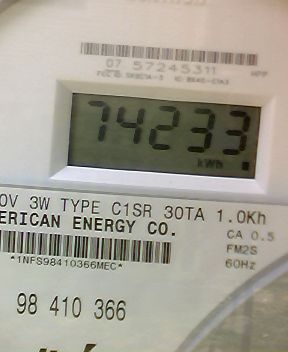 07 57245311
74233
kWh
0V 3W TYPE C1SR 30TA 1.0Kh
ERICAN ENERGY CO.
CA 0.5
FM2S
*1NFS98410366MEC*
60Hz
98 410 366